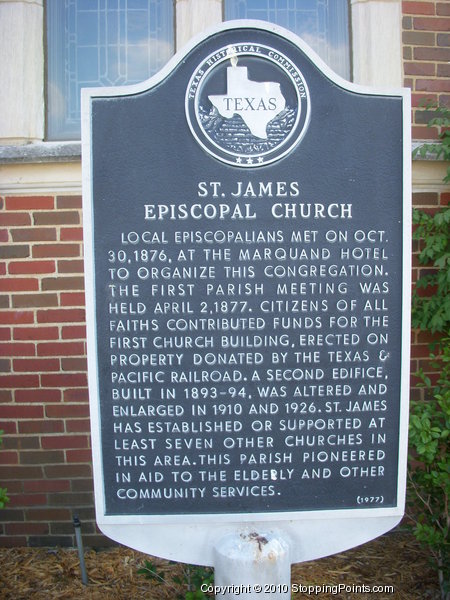 TEXAS HISTORICAL COMMISSION
TEXAS
ST. JAMES
EPISCOPAL CHURCH
LOCAL EPISCOPALIANS MET ON OCT.
30,1876, AT THE MARQUAND HOTEL
TO ORGANIZE THIS CONGREGATION.
THE FIRST PARISH MEETING WAS
HELD APRIL 2,1877. CITIZENS OF ALL
FAITHS CONTRIBUTED FUNDS FOR THE
FIRST CHURCH BUILDING, ERECTED ON
PROPERTY DONATED BY THE TEXAS &
PACIFIC RAILROAD. A SECOND EDIFICE,
BUILT IN 1893-94, WAS ALTERED AND
ENLARGED IN 1910 AND 1926. ST. JAMES
HAS ESTABLISHED OR SUPPORTED AT
LEAST SEVEN OTHER CHURCHES IN
THIS AREA. THIS PARISH PIONEERED
IN AID TO THE ELDERLY AND OTHER
COMMUNITY SERVICES.
(1977)
Copyright © 2010 StoppingPoints.com